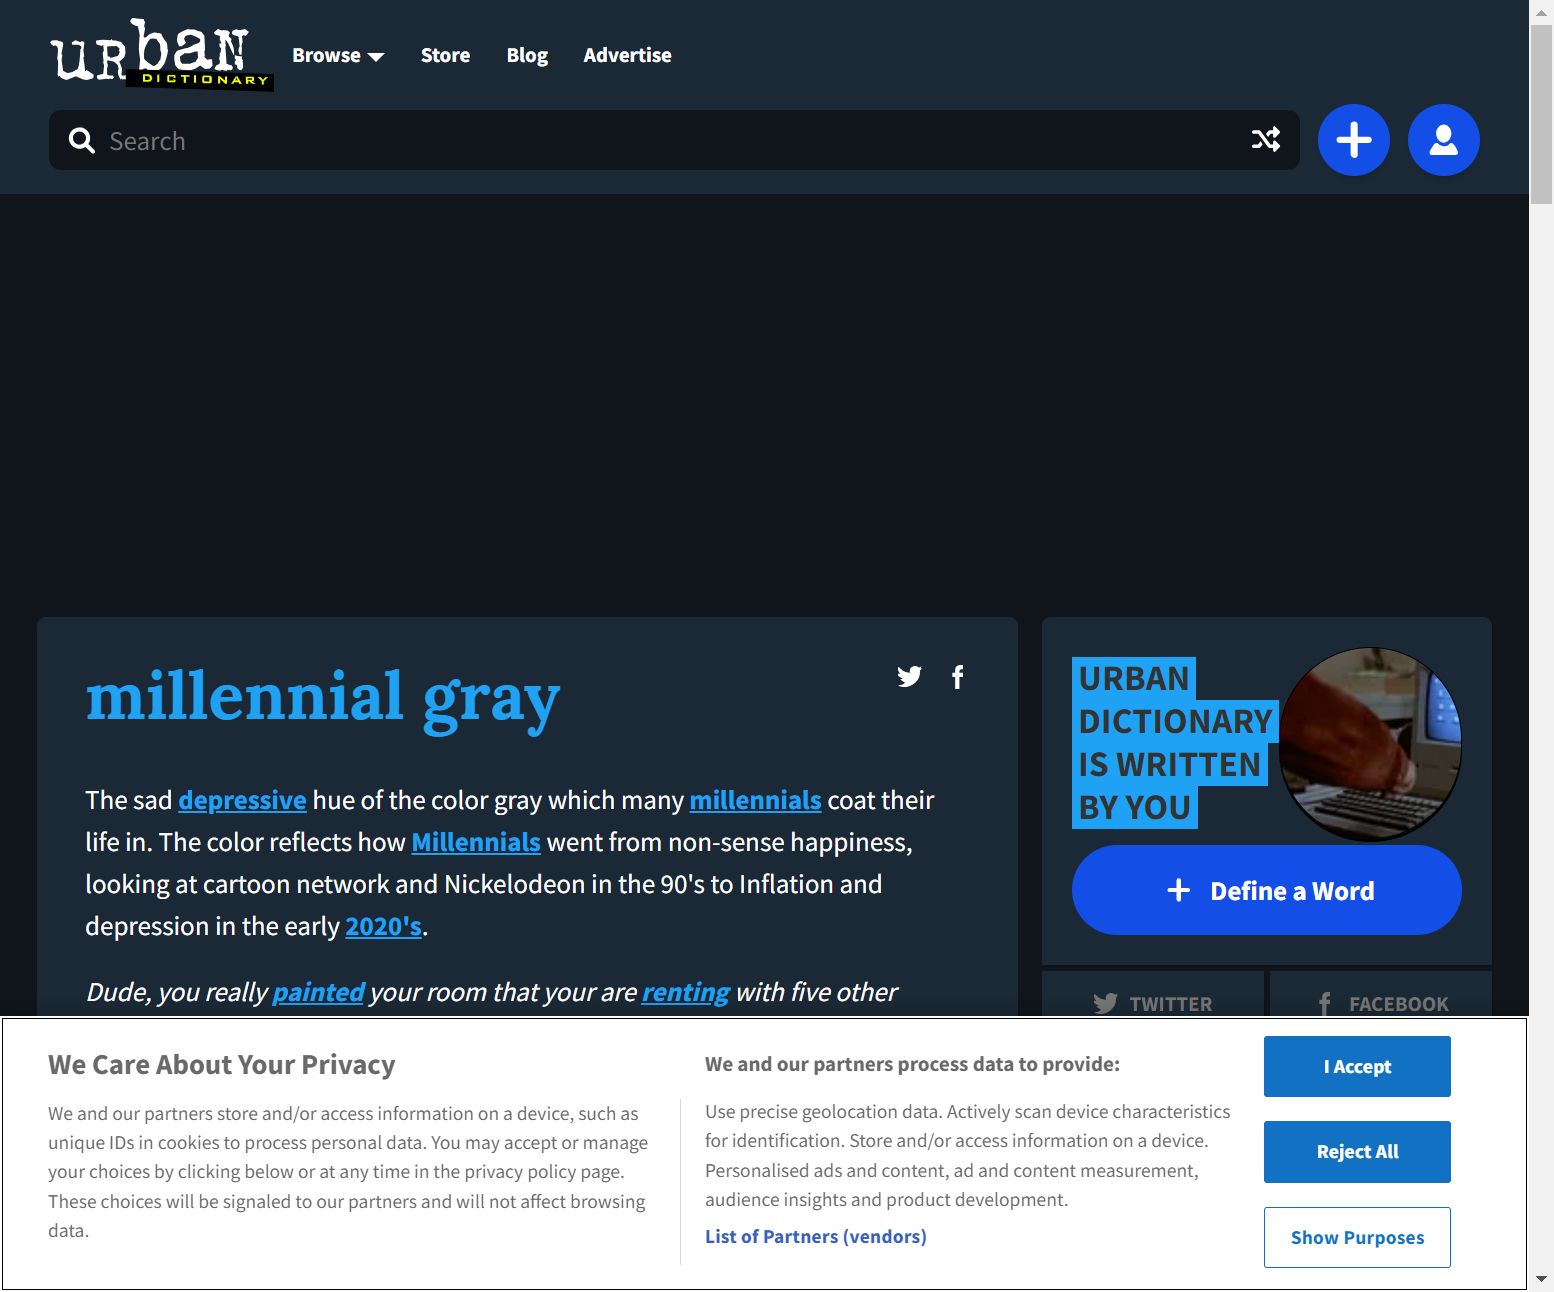 urban
DICTIONARY
Browse Store Blog Advertise
Search
millennial gray
The sad depressive hue of the color gray which many millennials coat their
life in. The color reflects how Millennials went from non-sense happiness,
looking at cartoon network and Nickelodeon in the 90's to Inflation and
depression in the early 2020's.
Dude, you really painted your room that your are renting with five other
URBAN
DICTIONARY
IS WRITTEN
BY YOU
Define a Word
TWITTER
FACEBOOK
We Care About Your Privacy
We and our partners store and/or access information on a device, such as
unique IDs in cookies to process personal data. You may accept or manage
your choices by clicking below or at any time in the privacy policy page.
These choices will be signaled to our partners and will not affect browsing
data.
We and our partners process data to provide:
Use precise geolocation data. Actively scan device characteristics
for identification. Store and/or access information on a device.
Personalised ads and content, ad and content measurement,
audience insights and product development.
List of Partners (vendors)
I Accept
Reject All
Show Purposes